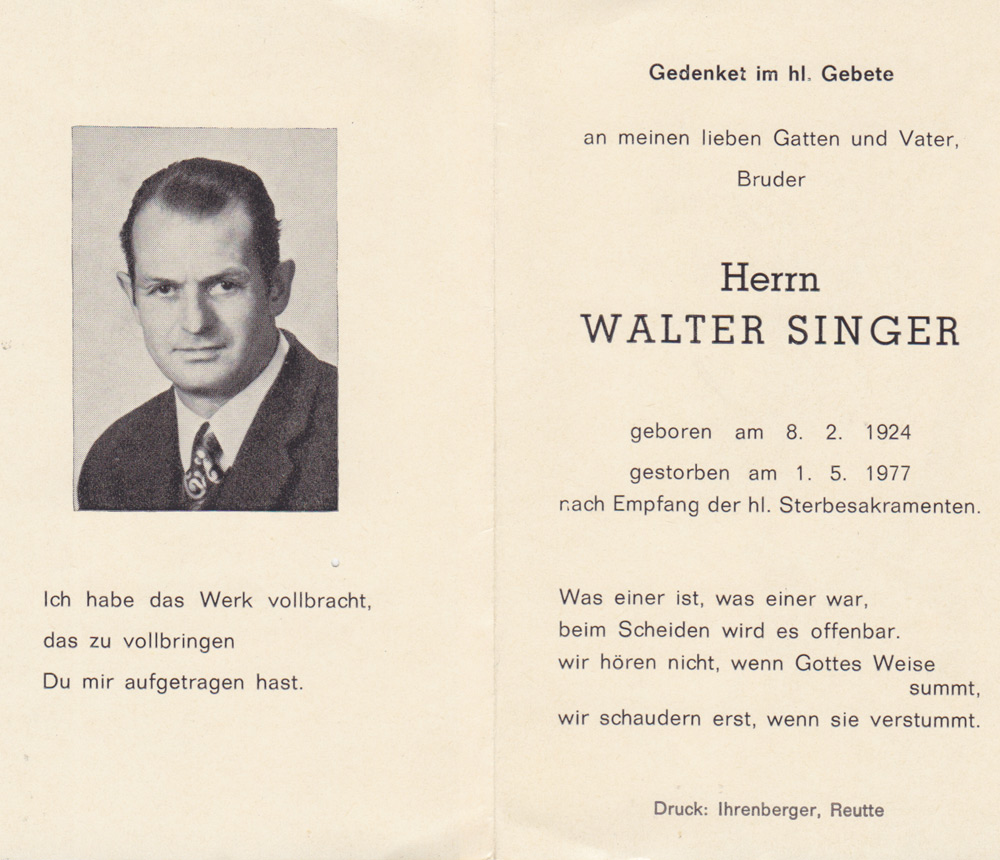 Ich habe das Werk vollbracht,
das zu vollbringen
Du mir aufgetragen hast.
Gedenket im hl. Gebete
an meinen lieben Gatten und Vater,
Bruder
Herrn
WALTER SINGER
geboren am 8. 2. 1924
gestorben am 1. 5. 1977
nach Empfang der hl. Sterbesakramenten.
Was einer ist, was einer war,
beim Scheiden wird es offenbar.
wir hören nicht, wenn Gottes Weise
summt,
wir schaudern erst, wenn sie verstummt.
Druck: Ihrenberger, Reutte